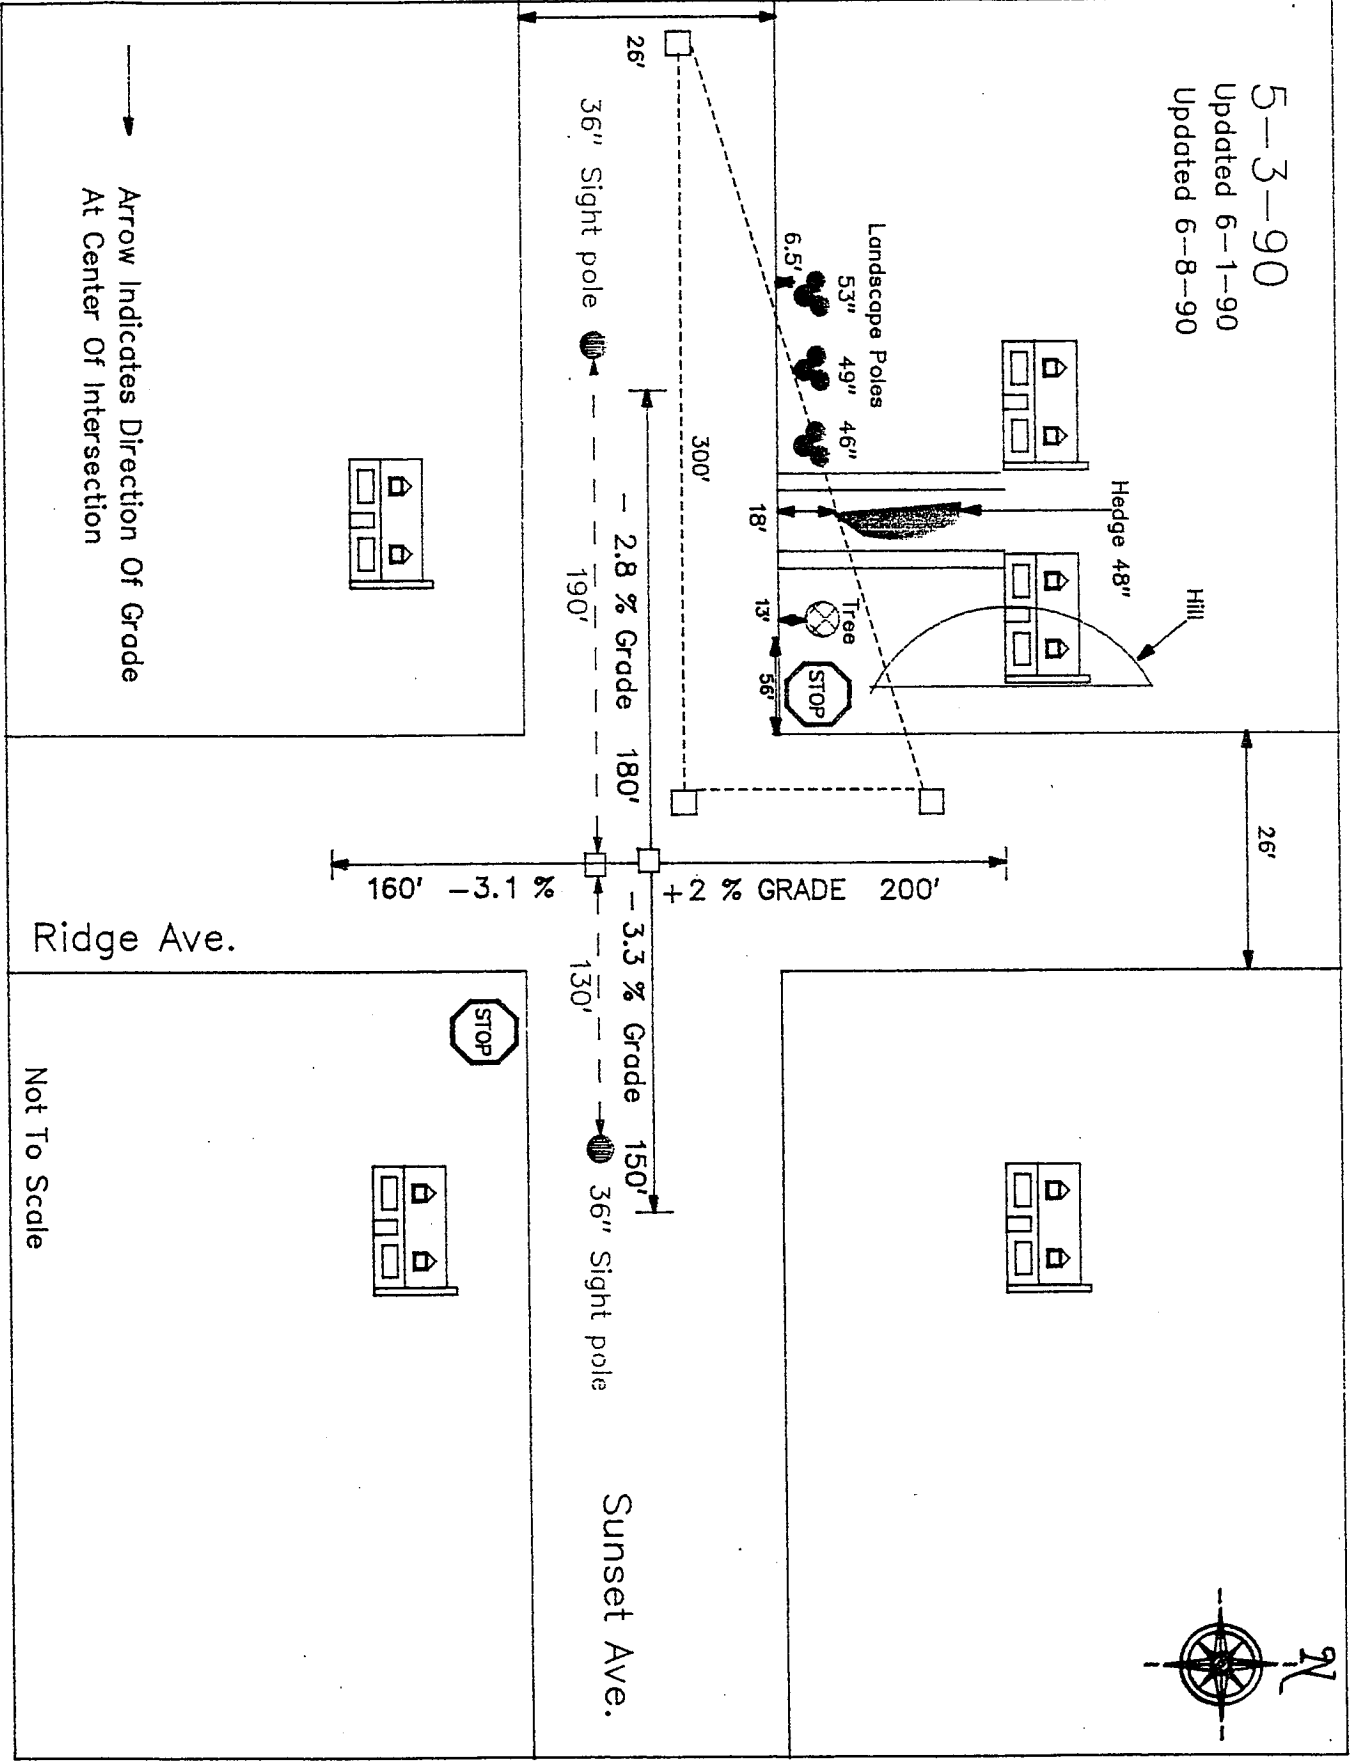 5-3-90
Updated 6-1-90
Updated 6-8-90
26'
Landscape Poles
53" 49" 46"
6.5'
Hedge 48"
Hill
18'
Tree
13'
56'
STOP
300'
26'
36" Sight pole
- 2.8 % Grade 180'
190'
160' -3.1 %
+2 % GRADE 200'
- 3.3 % Grade 150'
130'
36" Sight pole
Arrow Indicates Direction Of Grade
At Center Of Intersection
Ridge Ave.
STOP
Sunset Ave.
Not To Scale
N